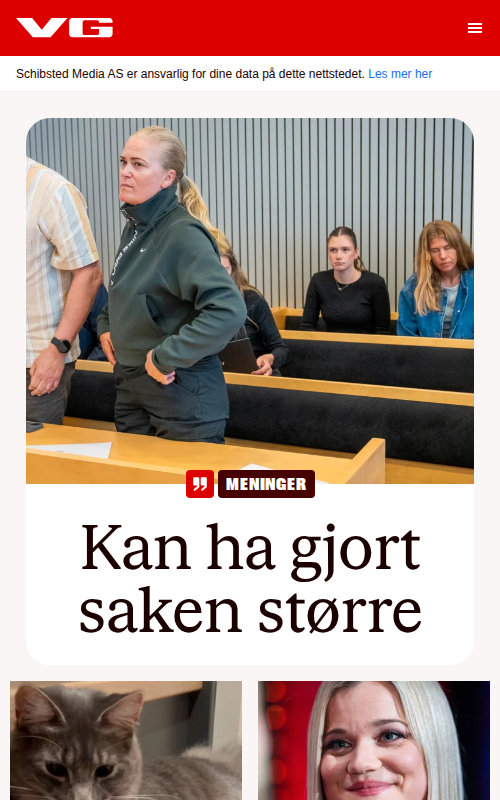 VG
Schibsted Media AS er ansvarlig for dine data på dette nettstedet. Les mer her
MENINGER
Kan ha gjort
saken større